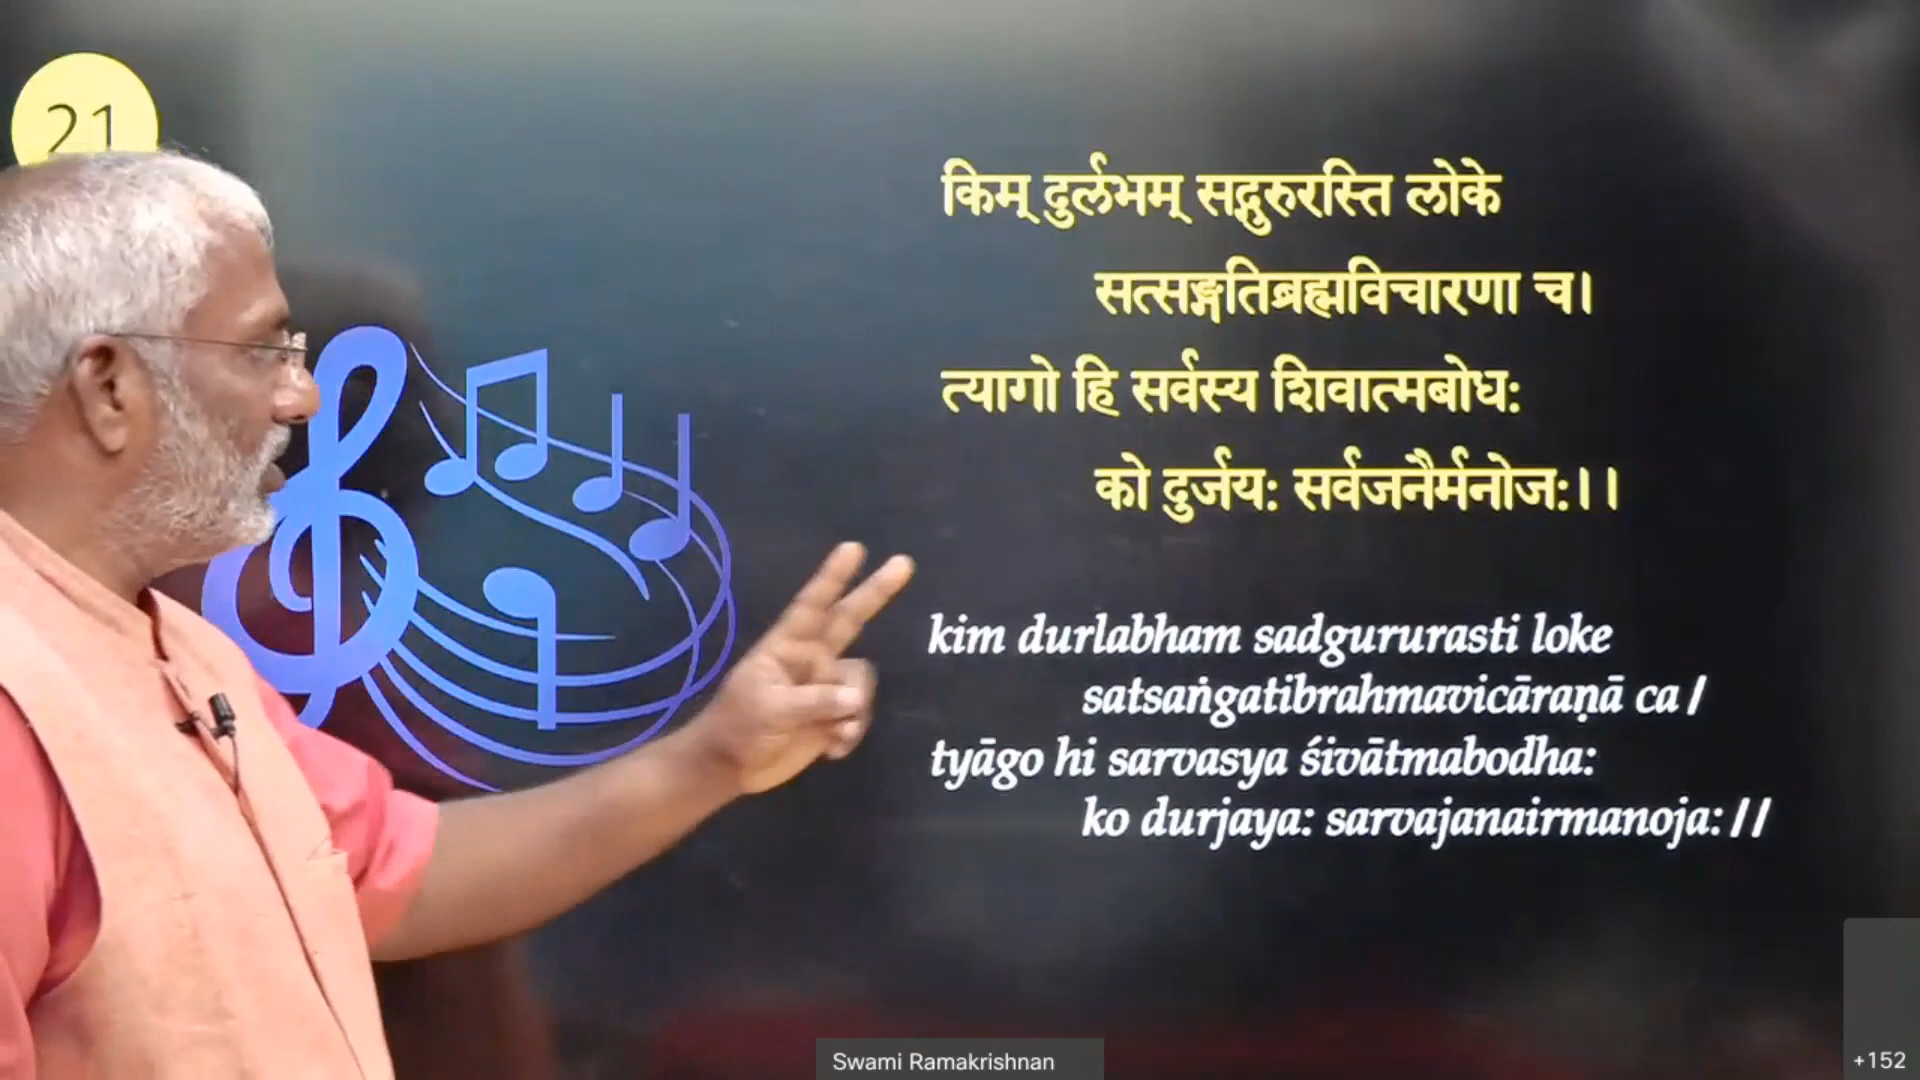 21
किम् दुर्लभम् सद्गुरुरस्ति लोके
सत्सङ्गतिब्रह्मविचारणा च।
त्यागो हि सर्वस्य शिवात्मबोध:
को दुर्जय: सर्वजनैर्मनोज:।।
kim durlabham sadgururasti loke
satsaṅgatibrahmavicāraṇā ca /
tyāgo hi sarvasya śivātmabodha:
ko durjaya: sarvajanairmanoja: //
Swami Ramakrishnan
+152